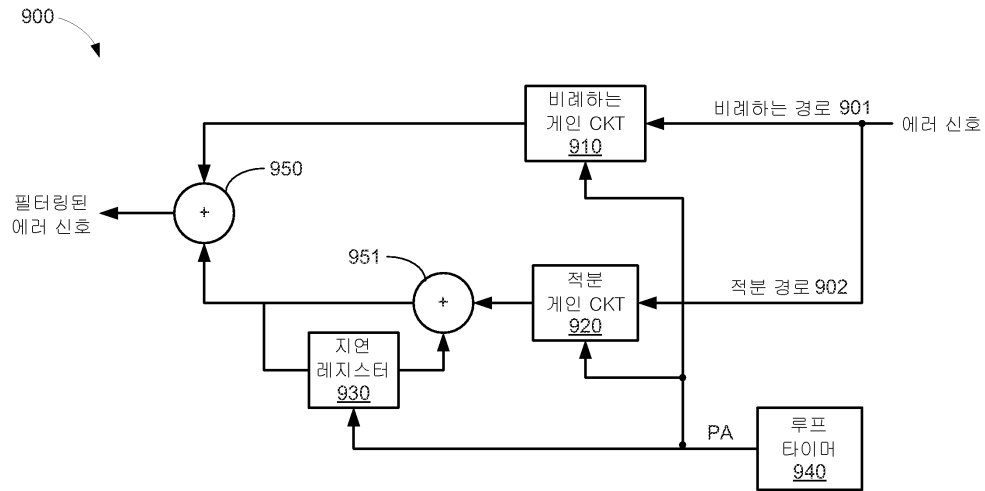 900
비례하는
게인 CKT
910
비례하는 경로 901
에러 신호
950
+
필터링된
에러 신호
951
+
적분
게인 CKT
920
적분 경로 902
지연
레지스터
930
PA
루프
타이머
940